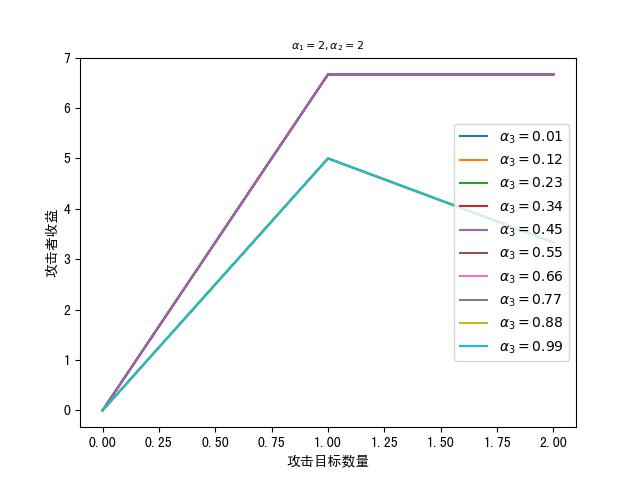 α₁ = 2, α₂ = 2
7
6
5
4
3
2
1
0
攻击者收益
0.00 0.25 0.50 0.75 1.00 1.25 1.50 1.75 2.00
攻击目标数量
α₃ = 0.01
α₃ = 0.12
α₃ = 0.23
α₃ = 0.34
α₃ = 0.45
α₃ = 0.55
α₃ = 0.66
α₃ = 0.77
α₃ = 0.88
α₃ = 0.99